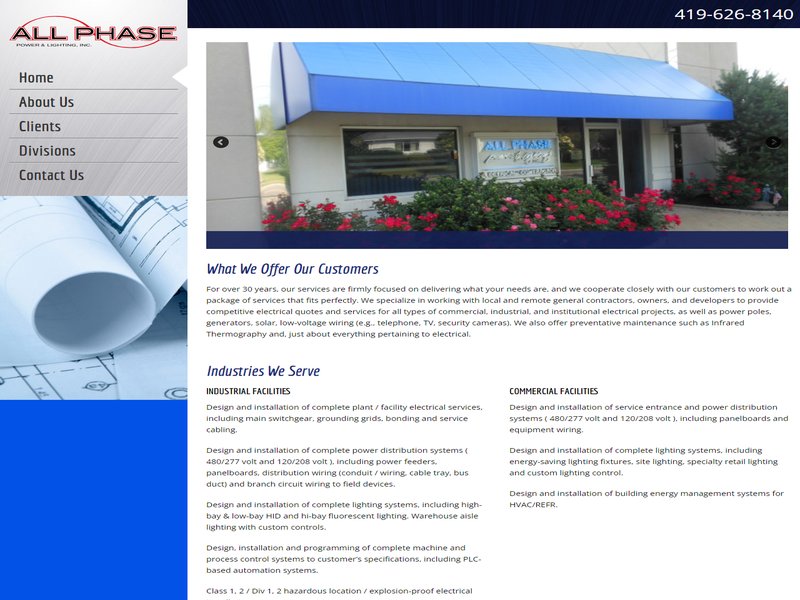 ALL PHASE
POWER & LIGHTING, INC.
419-626-8140
Home
About Us
Clients
Divisions
Contact Us
ALL PHASE
What We Offer Our Customers
For over 30 years, our services are firmly focused on delivering what your needs are, and we cooperate closely with our customers to work out a
package of services that fits perfectly. We specialize in working with local and remote general contractors, owners, and developers to provide
competitive electrical quotes and services for all types of commercial, industrial, and institutional electrical projects, as well as power poles,
generators, solar, low-voltage wiring (e.g., telephone, TV, security cameras). We also offer preventative maintenance such as Infrared
Thermography and, just about everything pertaining to electrical.
Industries We Serve
INDUSTRIAL FACILITIES
Design and installation of complete plant / facility electrical services,
including main switchgear, grounding grids, bonding and service
cabling.
Design and installation of complete power distribution systems (
480/277 volt and 120/208 volt ), including power feeders,
panelboards, distribution wiring (conduit / wiring, cable tray, bus
duct) and branch circuit wiring to field devices.
Design and installation of complete lighting systems, including high-
bay & low-bay HID and hi-bay fluorescent lighting. Warehouse aisle
lighting with custom controls.
Design, installation and programming of complete machine and
process control systems to customer's specifications, including PLC-
based automation systems.
Class 1, 2 / Div 1, 2 hazardous location / explosion-proof electrical
COMMERCIAL FACILITIES
Design and installation of service entrance and power distribution
systems ( 480/277 volt and 120/208 volt ), including panelboards and
equipment wiring.
Design and installation of complete lighting systems, including
energy-saving lighting fixtures, site lighting, specialty retail lighting
and custom lighting control.
Design and installation of building energy management systems for
HVAC/REFR.